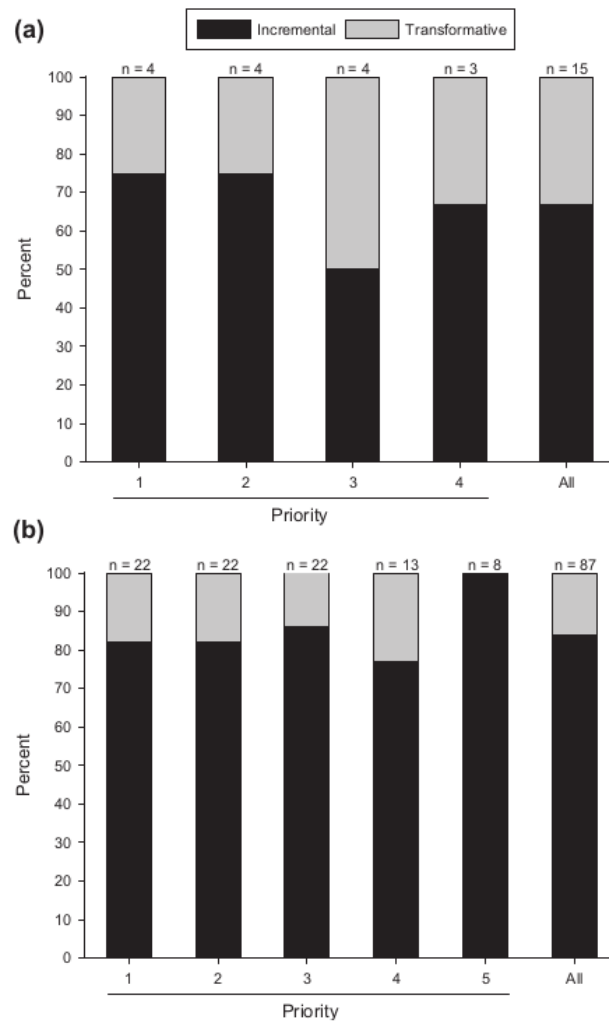 (a)
Incremental Transformative
n = 4 n = 4 n = 4 n = 3 n = 15
100
90
80
70
60
50
40
30
20
10
0
Percent
1 2 3 4 All
Priority
(b)
n = 22 n = 22 n = 22 n = 13 n = 8 n = 87
100
90
80
70
60
50
40
30
20
10
0
Percent
1 2 3 4 5 All
Priority